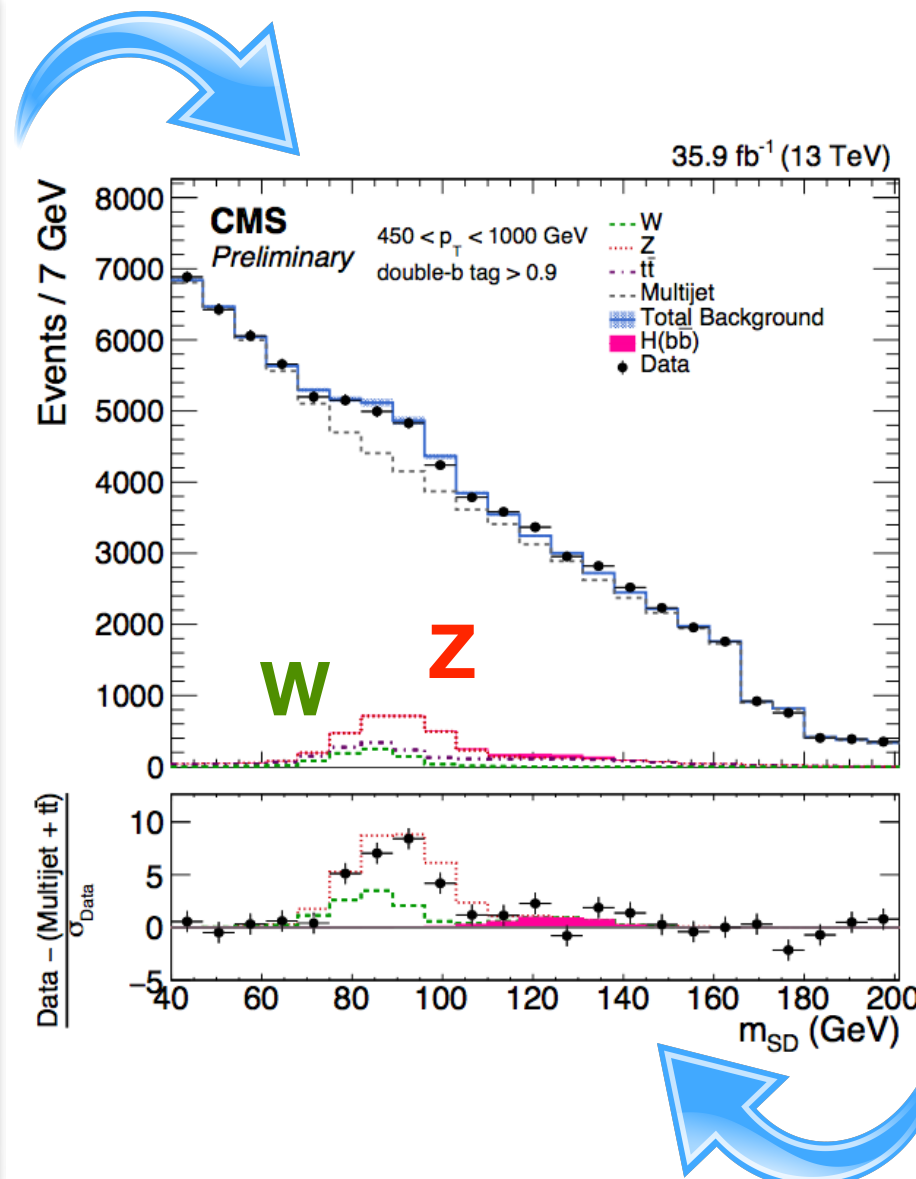 35.9 fb⁻¹ (13 TeV)
Events / 7 GeV
8000
7000
6000
5000
4000
3000
2000
1000
0
CMS
Preliminary
450 < p_T < 1000 GeV
double-b tag > 0.9
W
Z
tt̄
Multijet
Total Background
H(bb̄)
Data
W
Z
Data − (Multijet + tt̄)
σ_Data
10
5
0
−5
40 60 80 100 120 140 160 180 200
m_SD (GeV)